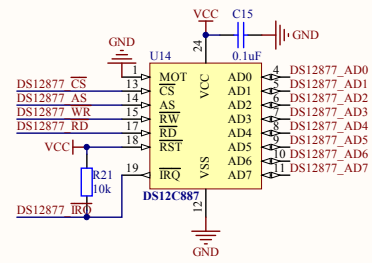 VCC
C15
GND
0.1uF
GND
U14
24
1 MOT VCC AD0 4 DS12877_AD0
DS12877_CS 13 CS AD1 5 DS12877_AD1
DS12877_AS 14 AS AD2 6 DS12877_AD2
DS12877_WR 15 RW AD3 7 DS12877_AD3
DS12877_RD 17 RD AD4 8 DS12877_AD4
VCC 18 RST VSS AD5 9 DS12877_AD5
AD6 10 DS12877_AD6
R21 19 IRQ AD7 11 DS12877_AD7
10k
DS12C887
DS12877_IRQ
12
GND